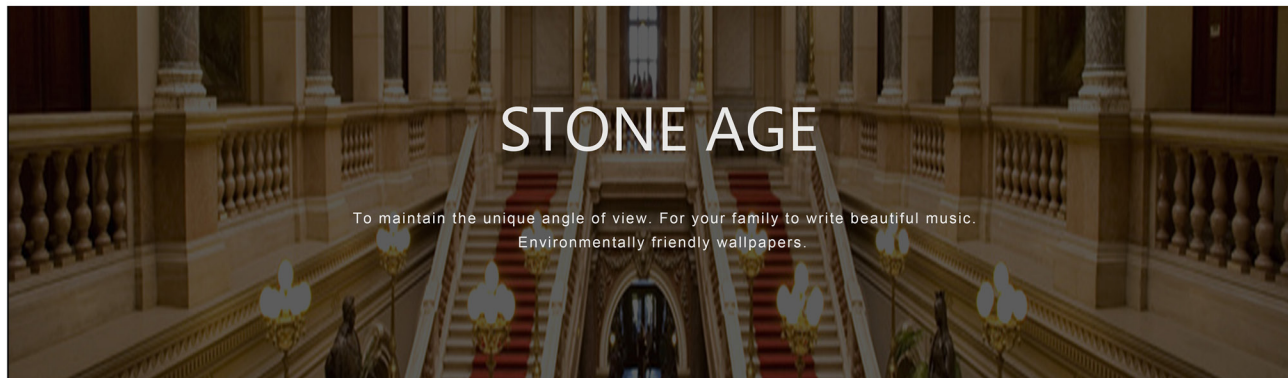 STONE AGE
To maintain the unique angle of view. For your family to write beautiful music.
Environmentally friendly wallpapers.